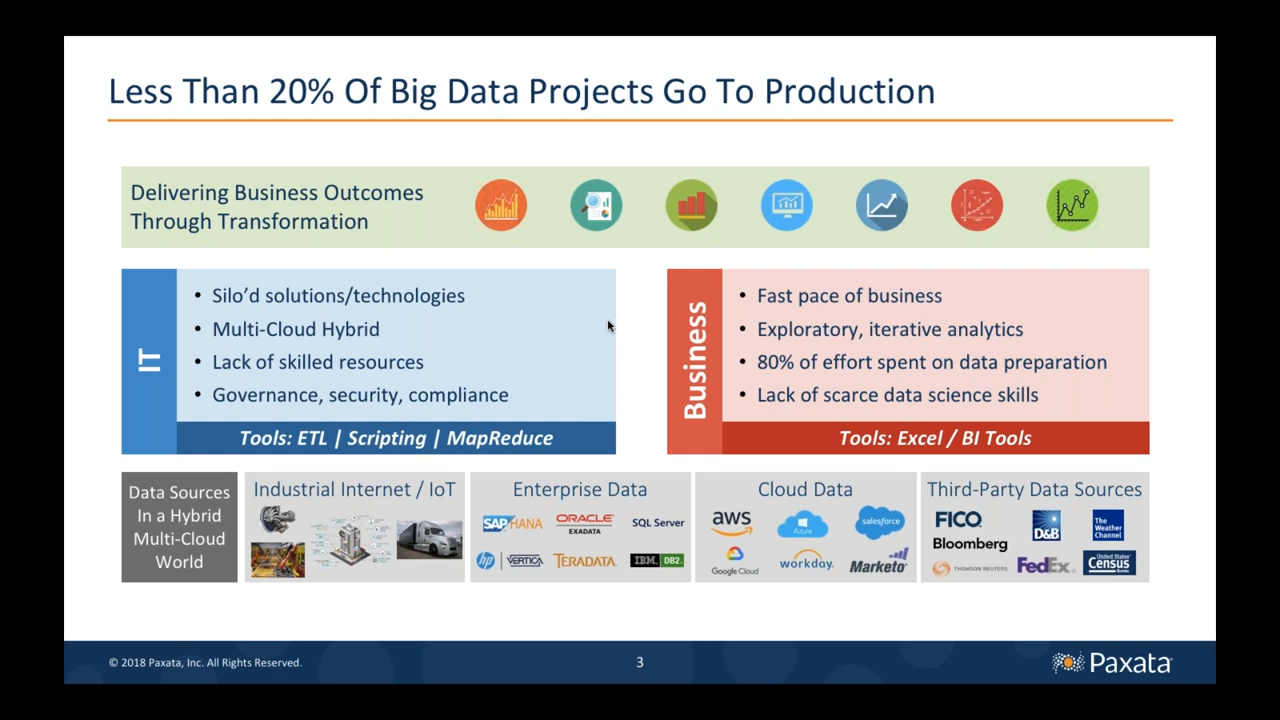 Less Than 20% Of Big Data Projects Go To Production
Delivering Business Outcomes
Through Transformation
IT
• Silo’d solutions/technologies
• Multi-Cloud Hybrid
• Lack of skilled resources
• Governance, security, compliance
Tools: ETL | Scripting | MapReduce
Business
• Fast pace of business
• Exploratory, iterative analytics
• 80% of effort spent on data preparation
• Lack of scarce data science skills
Tools: Excel / BI Tools
Data Sources
In a Hybrid
Multi-Cloud
World
Industrial Internet / IoT
Enterprise Data
SAP HANA
ORACLE
EXADATA
SQL Server
hp VERTICA
TERADATA.
IBM DB2.
Cloud Data
aws
Azure
salesforce
Google Cloud
workday.
Marketo
Third-Party Data Sources
FICO
Bloomberg
D&B
The
Weather
Channel
THOMSON REUTERS
FedEx
United States
Census
Bureau
© 2018 Paxata, Inc. All Rights Reserved.
3
Paxata